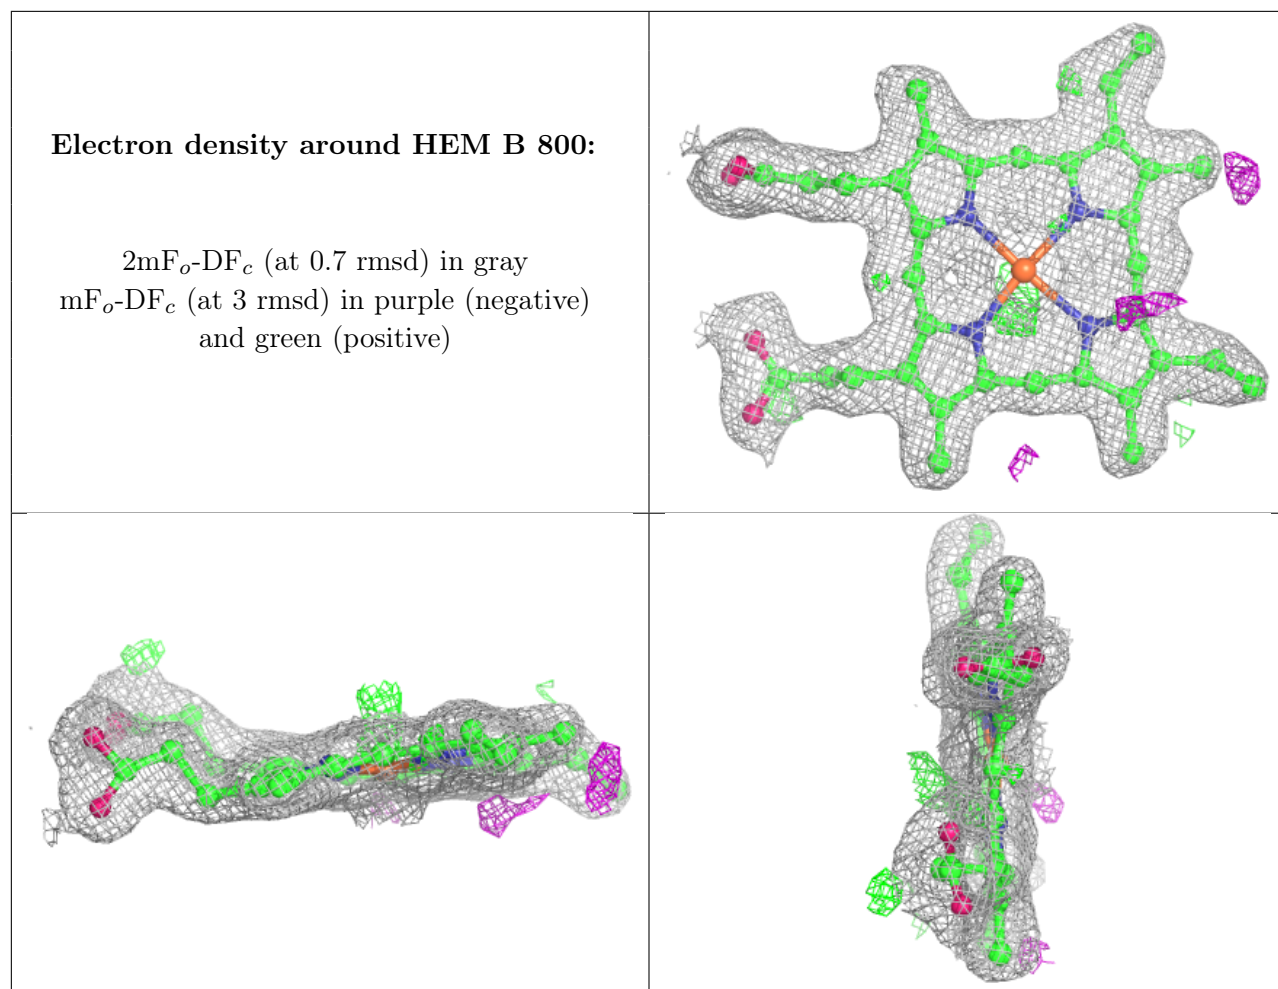 Electron density around HEM B 800:
2mFo-DFc (at 0.7 rmsd) in gray
mFo-DFc (at 3 rmsd) in purple (negative)
and green (positive)